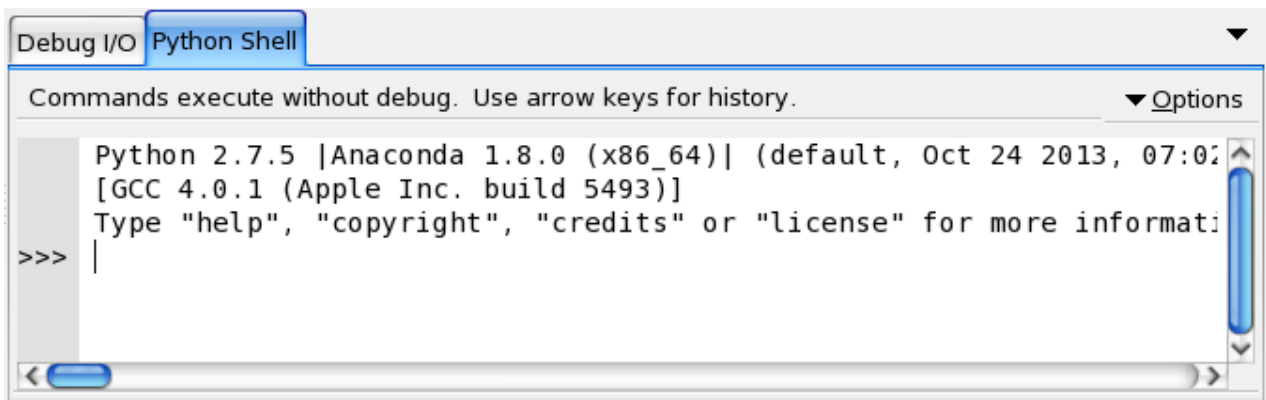 Debug I/O Python Shell
Commands execute without debug. Use arrow keys for history. Options
Python 2.7.5 |Anaconda 1.8.0 (x86_64)| (default, Oct 24 2013, 07:02
[GCC 4.0.1 (Apple Inc. build 5493)]
Type "help", "copyright", "credits" or "license" for more informati
>>>